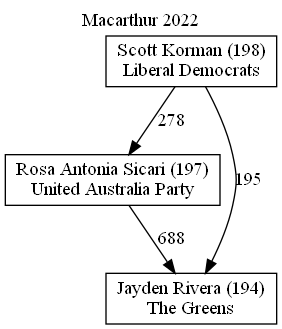 Macarthur 2022
Scott Korman (198)
Liberal Democrats
278
Rosa Antonia Sicari (197)
United Australia Party
195
688
Jayden Rivera (194)
The Greens